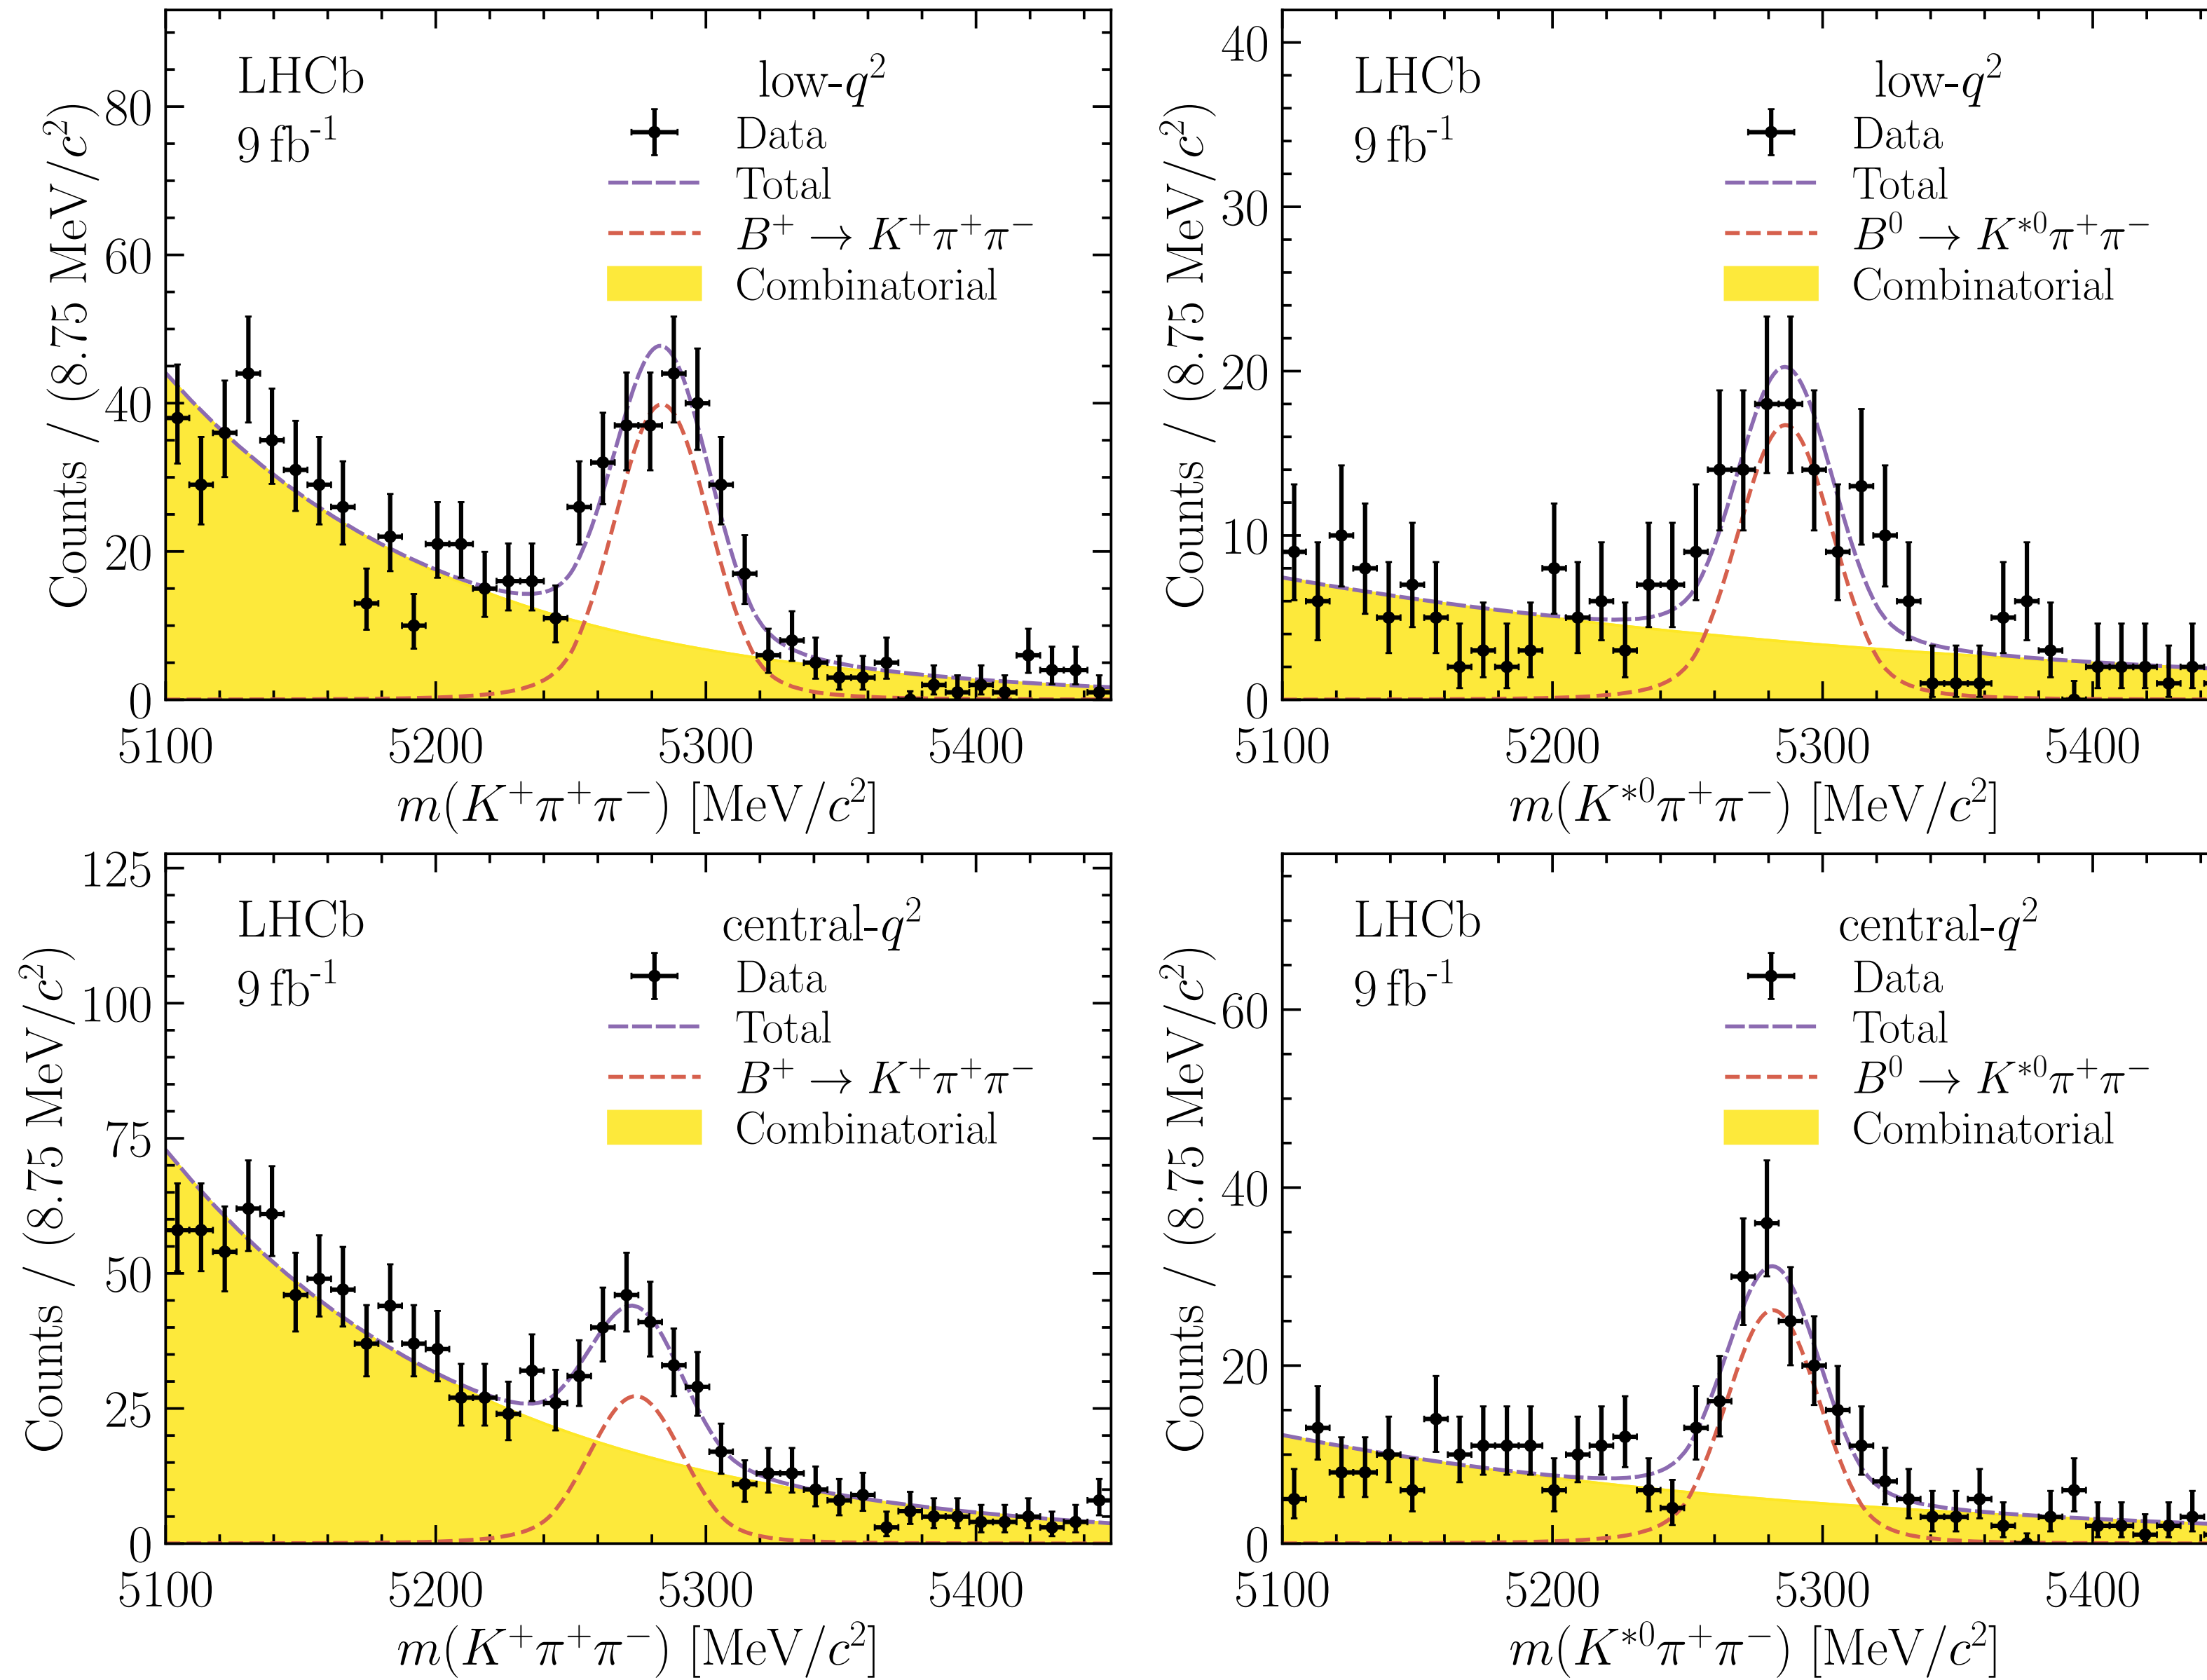 LHCb
9 fb⁻¹
low-q²
Data
Total
B⁺ → K⁺π⁺π⁻
Combinatorial
Counts / (8.75 MeV/c²)
80
60
40
20
0
5100 5200 5300 5400
m(K⁺π⁺π⁻) [MeV/c²]
LHCb
9 fb⁻¹
low-q²
Data
Total
B⁰ → K*⁰π⁺π⁻
Combinatorial
Counts / (8.75 MeV/c²)
40
30
20
10
0
5100 5200 5300 5400
m(K*⁰π⁺π⁻) [MeV/c²]
LHCb
9 fb⁻¹
central-q²
Data
Total
B⁺ → K⁺π⁺π⁻
Combinatorial
Counts / (8.75 MeV/c²)
125
100
75
50
25
0
5100 5200 5300 5400
m(K⁺π⁺π⁻) [MeV/c²]
LHCb
9 fb⁻¹
central-q²
Data
Total
B⁰ → K*⁰π⁺π⁻
Combinatorial
Counts / (8.75 MeV/c²)
60
40
20
0
5100 5200 5300 5400
m(K*⁰π⁺π⁻) [MeV/c²]